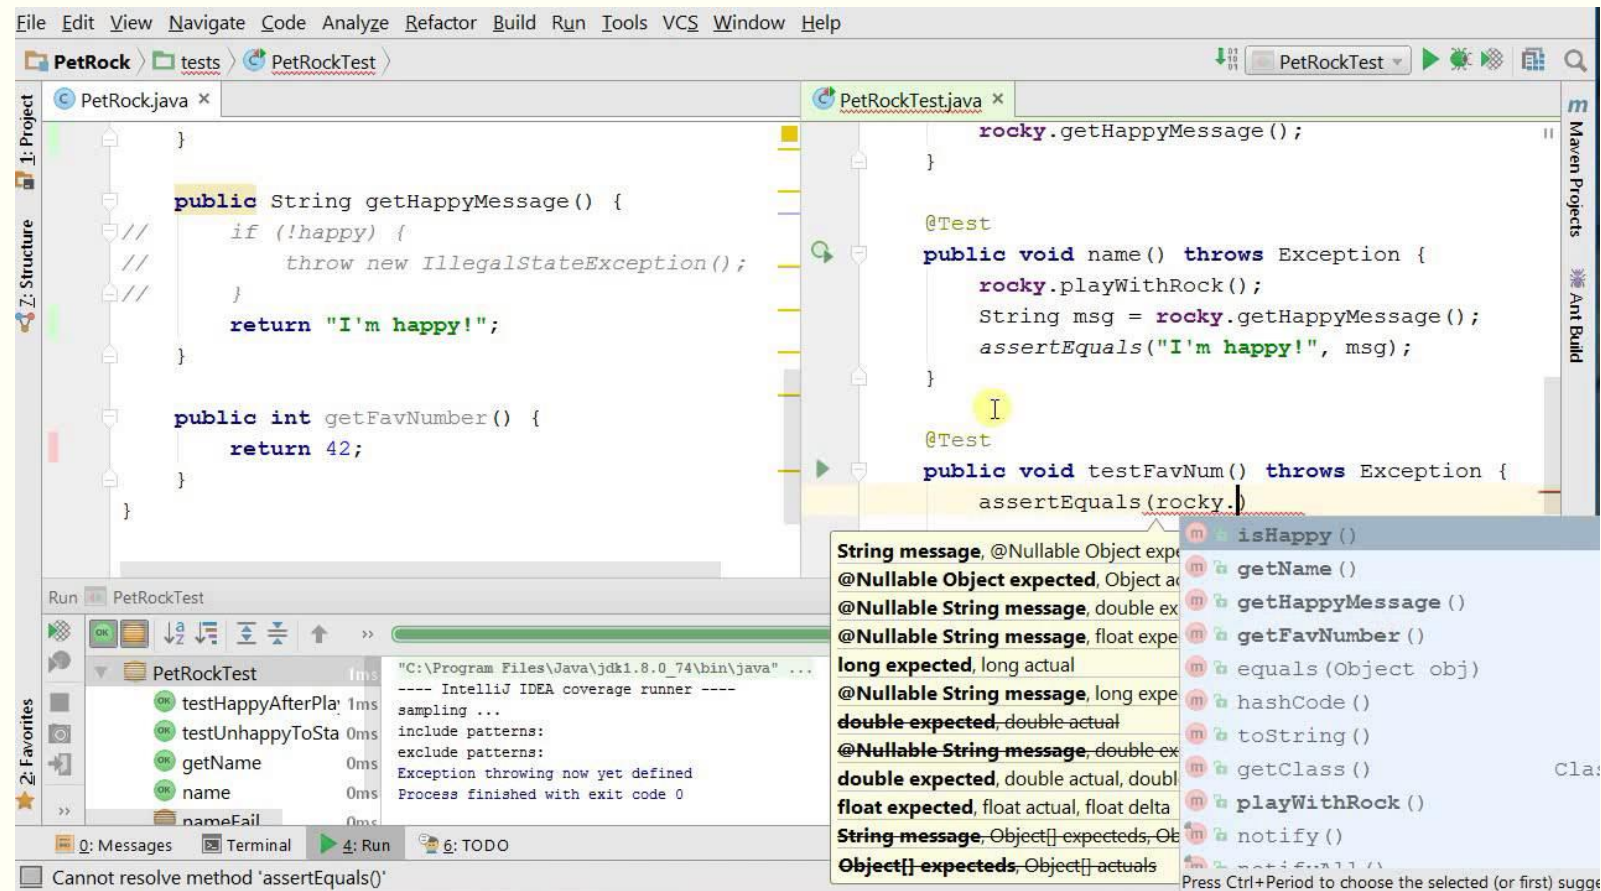 File Edit View Navigate Code Analyze Refactor Build Run Tools VCS Window Help
PetRock tests PetRockTest
PetRockTest
1: Project
7: Structure
2: Favorites
PetRock.java ×
}
public String getHappyMessage() {
// if (!happy) {
// throw new IllegalStateException();
// }
return "I'm happy!";
}
public int getFavNumber() {
return 42;
}
}
PetRockTest.java ×
rocky.getHappyMessage();
}
@Test
public void name() throws Exception {
rocky.playWithRock();
String msg = rocky.getHappyMessage();
assertEquals("I'm happy!", msg);
}
@Test
public void testFavNum() throws Exception {
assertEquals(rocky.)
m Maven Projects
Ant Build
String message, @Nullable Object expe
@Nullable Object expected, Object a
@Nullable String message, double ex
@Nullable String message, float expe
long expected, long actual
@Nullable String message, long expe
double expected, double actual
@Nullable String message, double ex
double expected, double actual, doubl
float expected, float actual, float delta
String message, Object[] expecteds, Ob
Object[] expecteds, Object[] actuals
m isHappy()
m getName()
m getHappyMessage()
m getFavNumber()
m equals(Object obj)
m hashCode()
m toString()
m getClass() Clas
m playWithRock()
m notify()
m notifyAll()
Press Ctrl+Period to choose the selected (or first) sugge
Run PetRockTest
OK
PetRockTest 1ms
OK testHappyAfterPla 1ms
OK testUnhappyToSta 0ms
OK getName 0ms
OK name 0ms
nameFail 0ms
"C:\Program Files\Java\jdk1.8.0_74\bin\java" ...
---- IntelliJ IDEA coverage runner ----
sampling ...
include patterns:
exclude patterns:
Exception throwing now yet defined
Process finished with exit code 0
0: Messages Terminal 4: Run 6: TODO
Cannot resolve method 'assertEquals()'